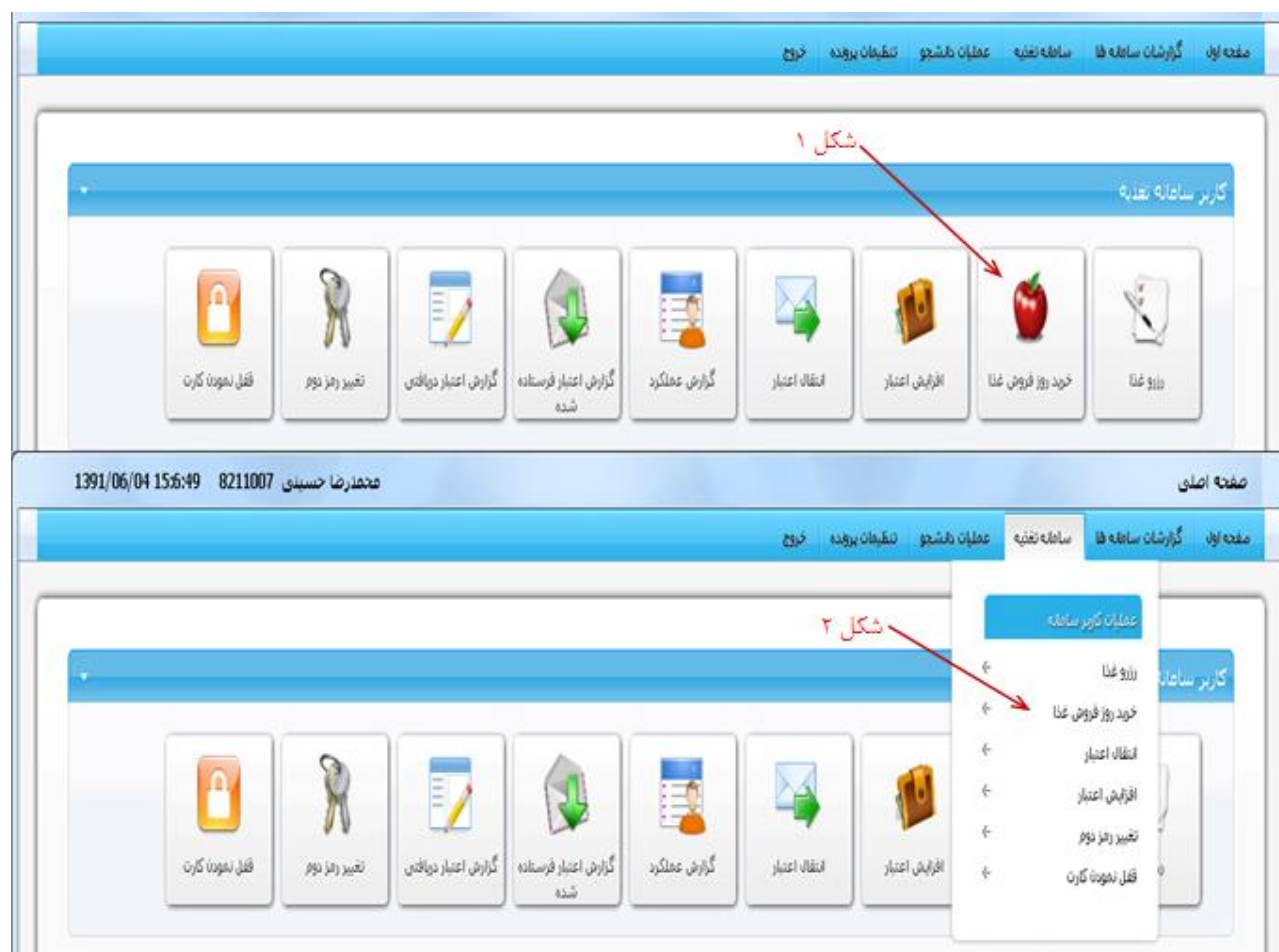 صفحه اول گزارشات سامانه ها سامانه تغذیه عملیات دانشجو تنظیمات پرونده خروج
شکل ۱
کاربر سامانه تغذیه
رزرو غذا خرید روز فروش غذا افزایش اعتبار انتقال اعتبار گزارش عملکرد گزارش اعتبار فرستاده شده گزارش اعتبار دریافتی تغییر رمز دوم قفل نمودن کارت
صفحه اصلی محمدرضا حسینی 8211007 1391/06/04 15:6:49
صفحه اول گزارشات سامانه ها سامانه تغذیه عملیات دانشجو تنظیمات پرونده خروج
عملیات کاربر سامانه
شکل ۲
کاربر سامانه
رزرو غذا
خرید روز فروش غذا
انتقال اعتبار
افزایش اعتبار
تغییر رمز دوم
قفل نمودن کارت
افزایش اعتبار انتقال اعتبار گزارش عملکرد گزارش اعتبار فرستاده شده گزارش اعتبار دریافتی تغییر رمز دوم قفل نمودن کارت